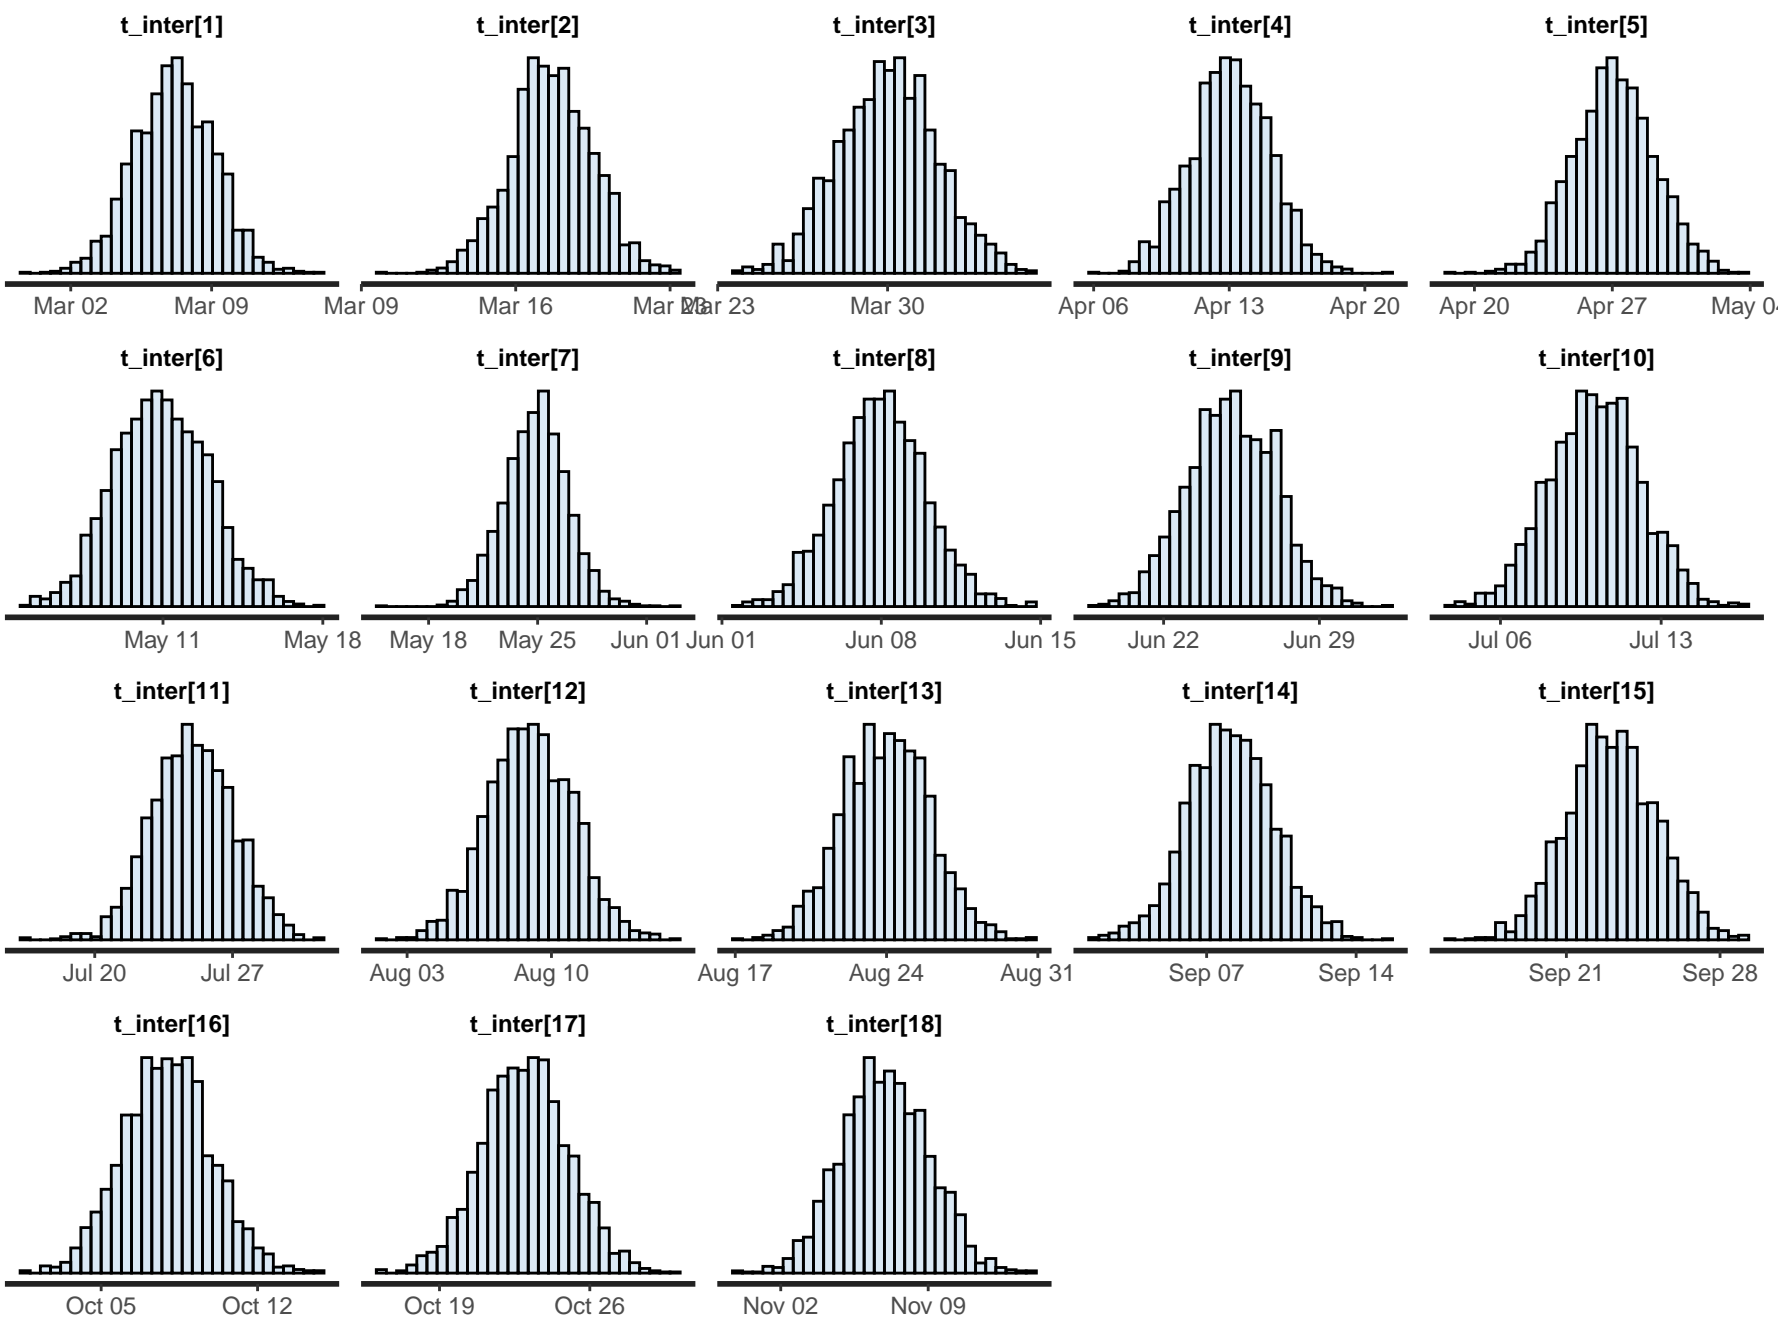 t_inter[1] t_inter[2] t_inter[3] t_inter[4] t_inter[5]
Mar 02 Mar 09 Mar 09 Mar 16 Mar 23 Mar 23 Mar 30 Apr 06 Apr 13 Apr 20 Apr 20 Apr 27 May 04
t_inter[6] t_inter[7] t_inter[8] t_inter[9] t_inter[10]
May 11 May 18 May 18 May 25 Jun 01 Jun 01 Jun 08 Jun 15 Jun 22 Jun 29 Jul 06 Jul 13
t_inter[11] t_inter[12] t_inter[13] t_inter[14] t_inter[15]
Jul 20 Jul 27 Aug 03 Aug 10 Aug 17 Aug 24 Aug 31 Sep 07 Sep 14 Sep 21 Sep 28
t_inter[16] t_inter[17] t_inter[18]
Oct 05 Oct 12 Oct 19 Oct 26 Nov 02 Nov 09